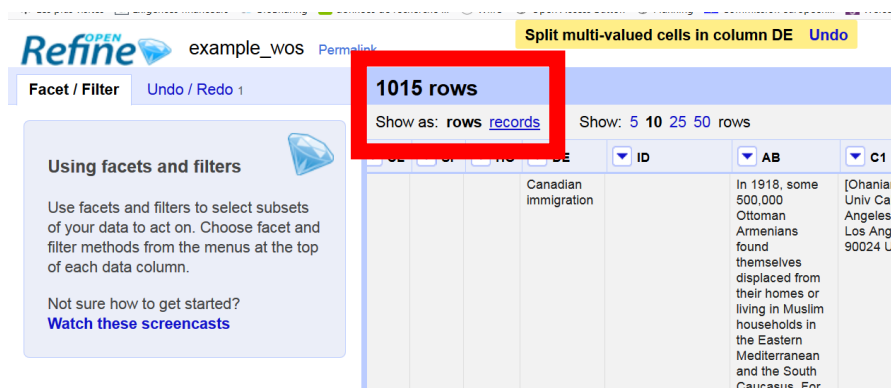 Split multi-valued cells in column DE Undo
OPEN
Refine example_wos Permalink
Facet / Filter Undo / Redo 1
1015 rows
Show as: rows records Show: 5 10 25 50 rows
DE ID AB C1
Using facets and filters
Use facets and filters to select subsets
of your data to act on. Choose facet and
filter methods from the menus at the top
of each data column.
Not sure how to get started?
Watch these screencasts
Canadian
immigration
In 1918, some
500,000
Ottoman
Armenians
found
themselves
displaced from
their homes or
living in Muslim
households in
the Eastern
Mediterranean
and the South
Caucasus. For
[Ohanian
Univ Ca
Angeles
Los Ang
90024 U